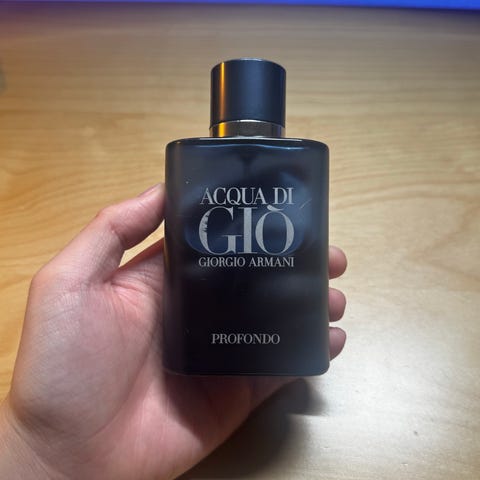 ACQUA DI
GIÒ
GIORGIO ARMANI
PROFONDO